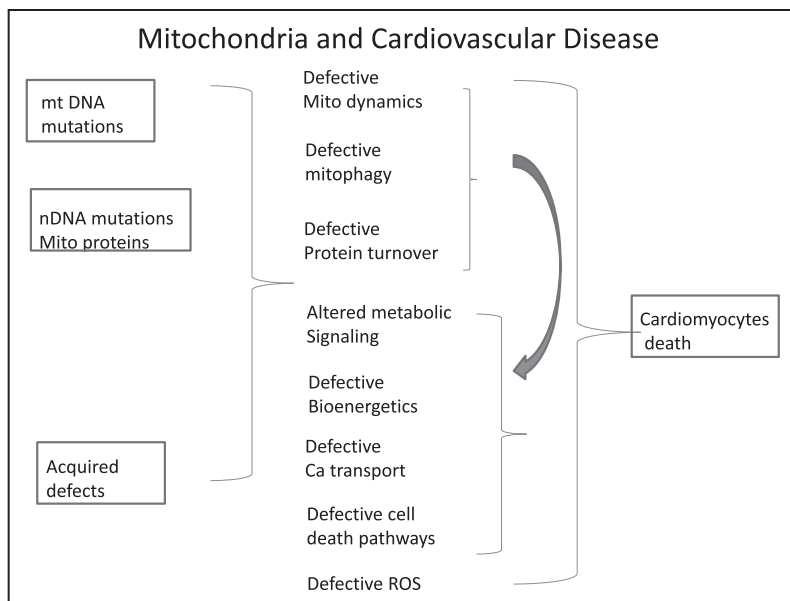 Mitochondria and Cardiovascular Disease
mt DNA
mutations
nDNA mutations
Mito proteins
Acquired
defects
Defective
Mito dynamics
Defective
mitophagy
Defective
Protein turnover
Altered metabolic
Signaling
Defective
Bioenergetics
Defective
Ca transport
Defective cell
death pathways
Defective ROS
Cardiomyocytes
death